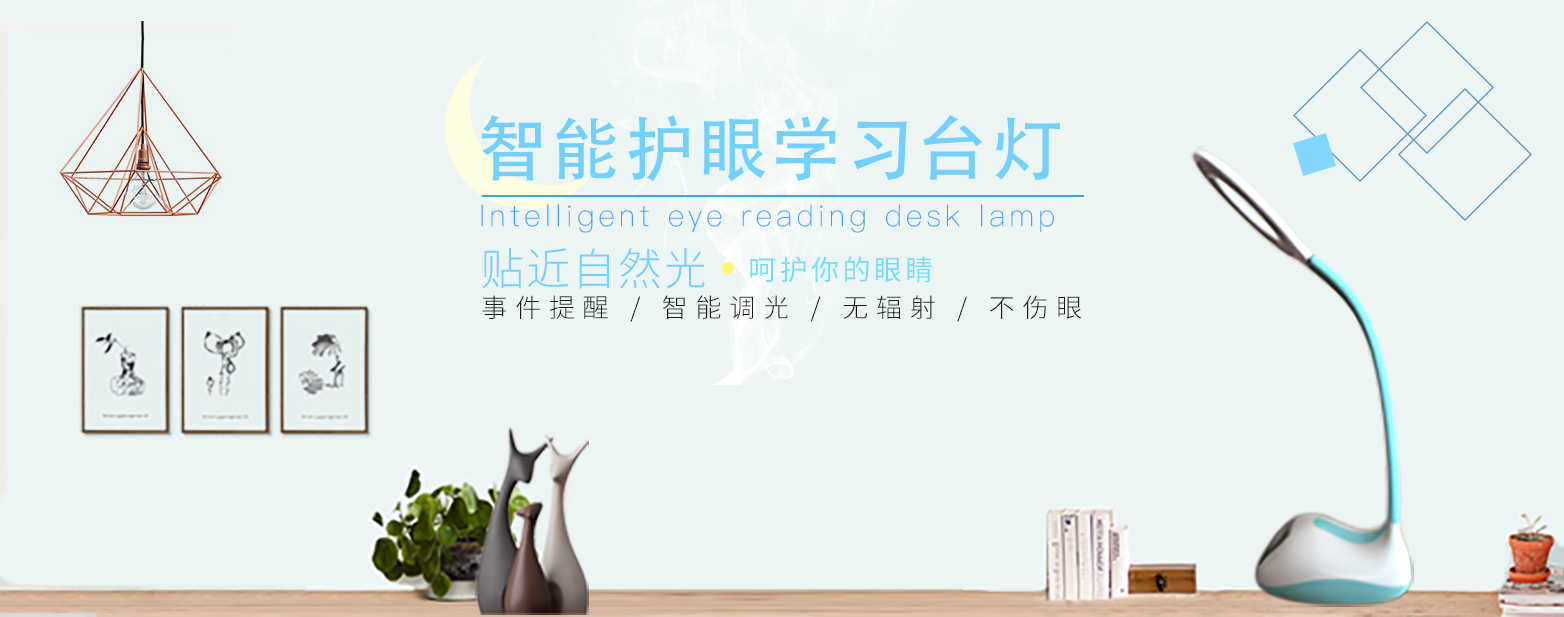 智能护眼学习台灯
Intelligent eye reading desk lamp
贴近自然光•呵护你的眼睛
事件提醒 / 智能调光 / 无辐射 / 不伤眼